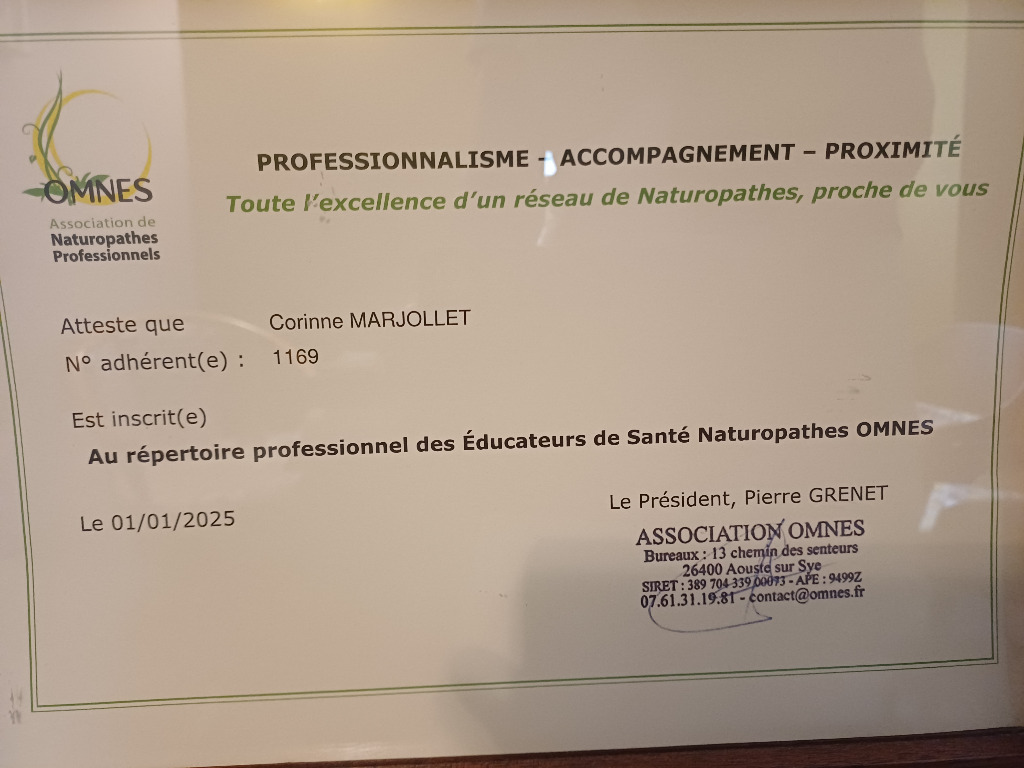 OMNES
Association de
Naturopathes
Professionnels
PROFESSIONNALISME - ACCOMPAGNEMENT – PROXIMITÉ
Toute l'excellence d'un réseau de Naturopathes, proche de vous
Atteste que Corinne MARJOLLET
N° adhérent(e) : 1169
Est inscrit(e)
Au répertoire professionnel des Éducateurs de Santé Naturopathes OMNES
Le 01/01/2025
Le Président, Pierre GRENET
ASSOCIATION OMNES
Bureaux : 13 chemin des senteurs
26400 Aouste sur Sye
SIRET : 389 704 339 00073 - APE : 9499Z
07.61.31.19.81 - contact@omnes.fr